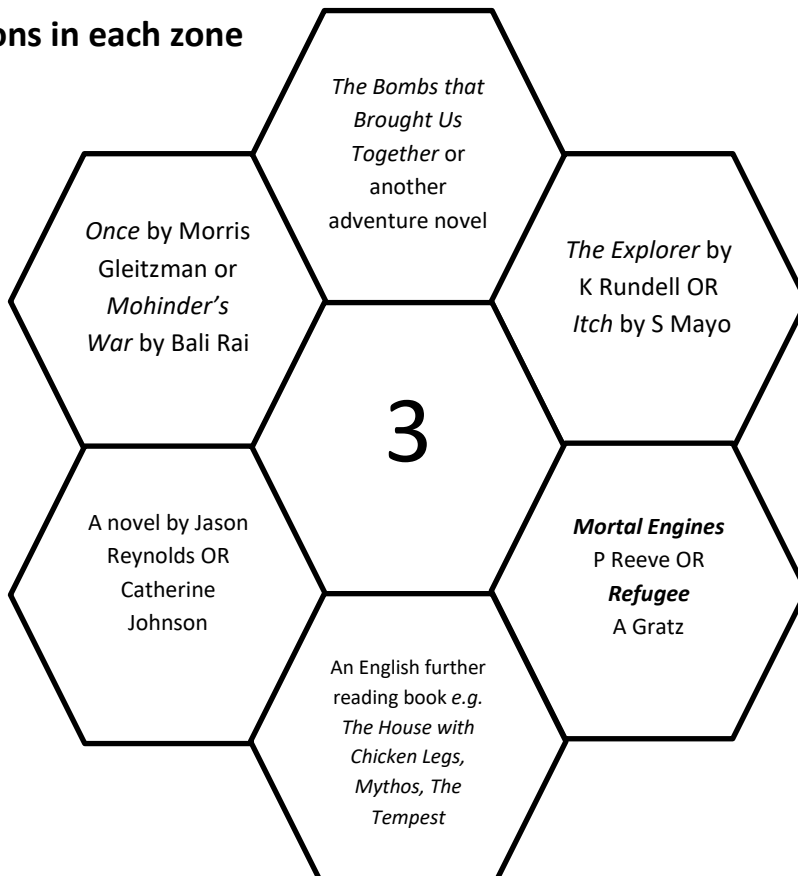 ons in each zone
The Bombs that
Brought Us
Together or
another
adventure novel
Once by Morris
Gleitzman or
Mohinder’s
War by Bali Rai
The Explorer by
K Rundell OR
Itch by S Mayo
3
A novel by Jason
Reynolds OR
Catherine
Johnson
Mortal Engines
P Reeve OR
Refugee
A Gratz
An English further
reading book e.g.
The House with
Chicken Legs,
Mythos, The
Tempest